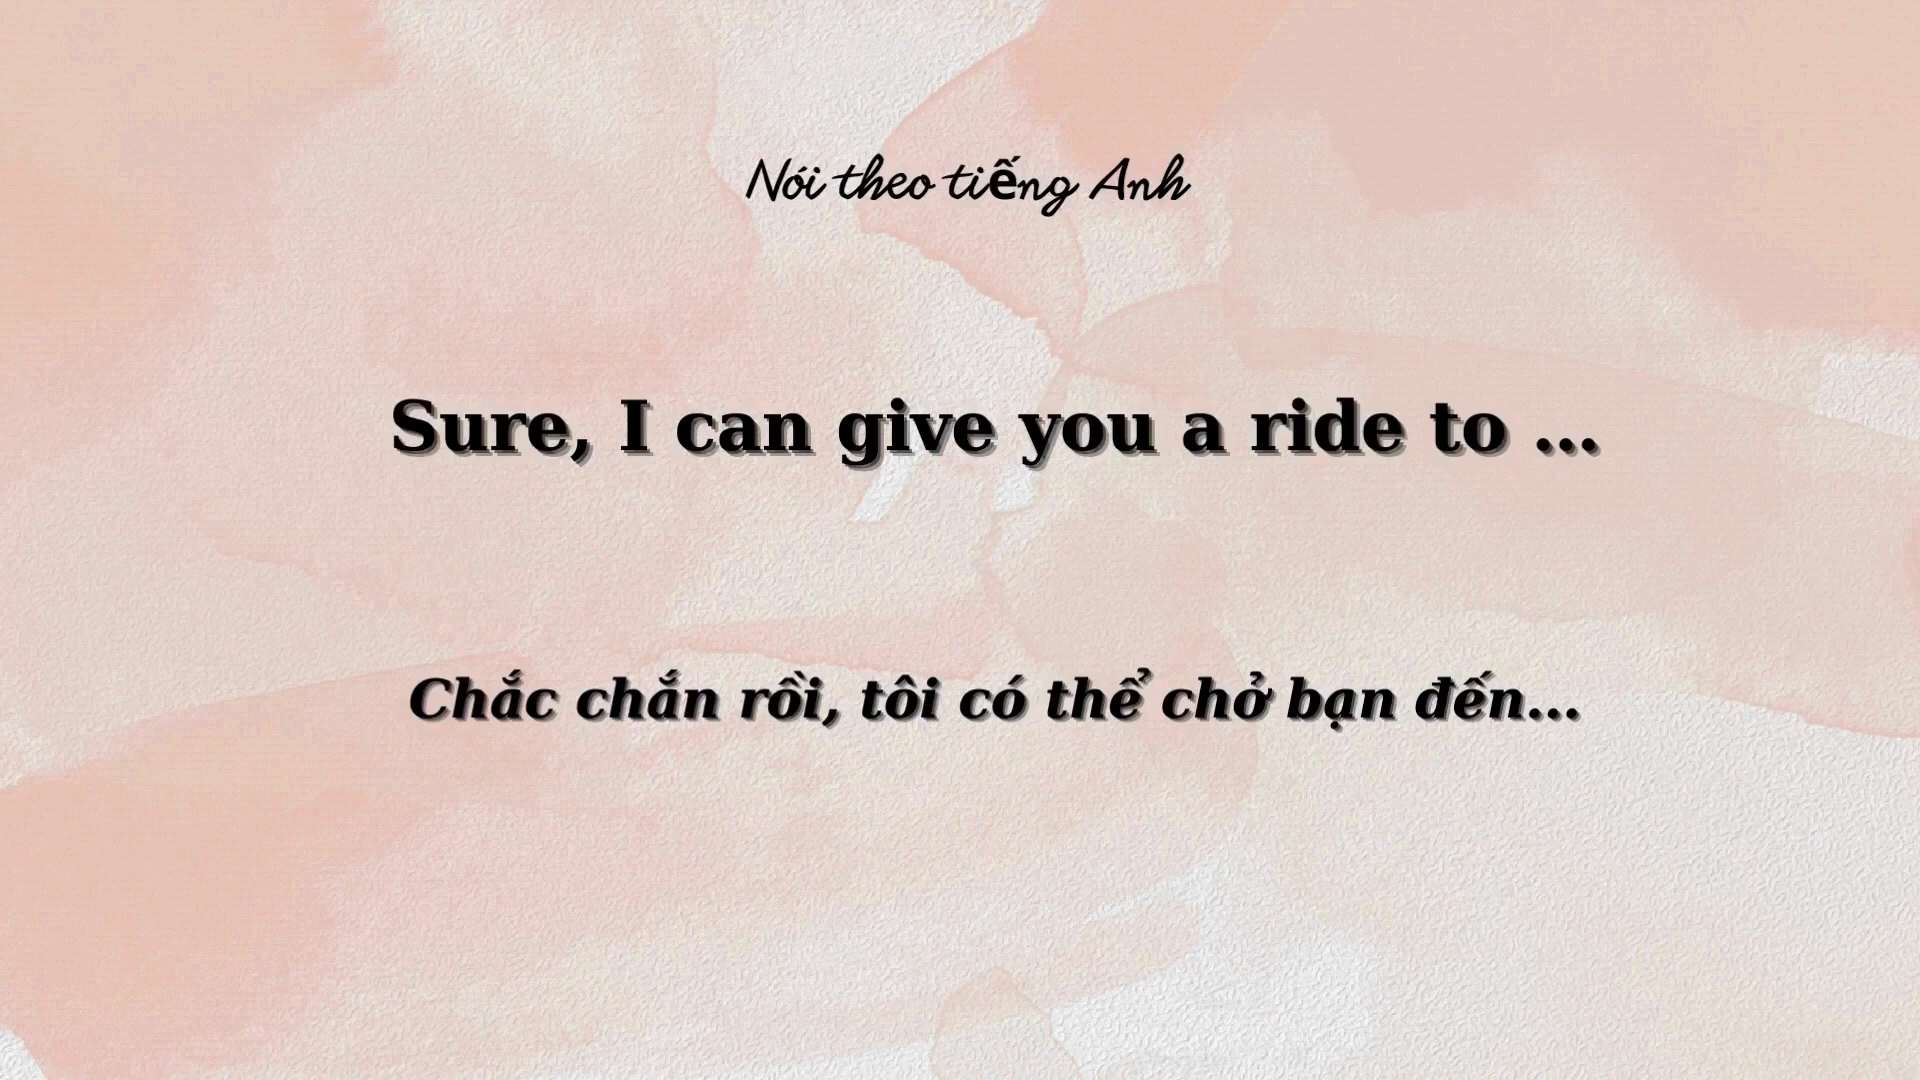 Nói theo tiếng Anh
Sure, I can give you a ride to ...
Chắc chắn rồi, tôi có thể chở bạn đến...